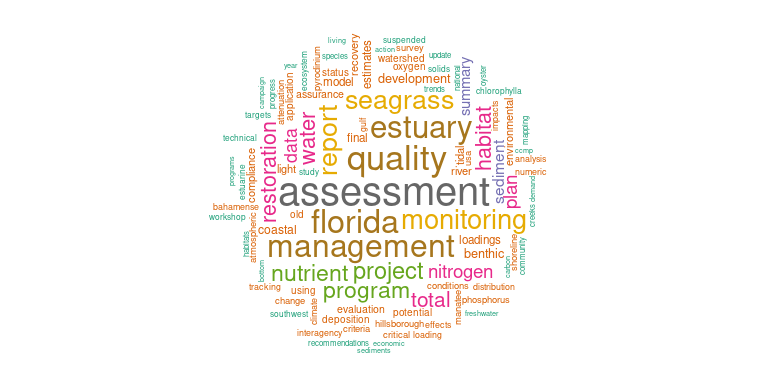 living
suspended
action
survey
recovery
estimates
species
watershed
update
ecosystem
pyrodinium
status
oxygen
solids
national
oyster
year
model
development
trends
summary
chlorophylla
campaign
progress
attenuation
application
assurance
seagrass
impacts
environmental
mapping
targets
water
report
gulf
estuary
habitat
technical
restoration
data
final
quality
tidal
usa
sediment
ccmp
analysis
programs
estuarine
compliance
light
study
river
plan
numeric
assessment
creeks
demand
bahamense
workshop
old
florida
monitoring
habitats
atmospheric
coastal
management
loadings
benthic
shoreline
community
bottom
nutrient
project
nitrogen
carbon
tracking
using
program
conditions
distribution
change
climate
total
manatee
phosphorus
southwest
evaluation
potential
freshwater
deposition
hillsborough
effects
interagency
criteria
critical
loading
recommendations
economic
sediments